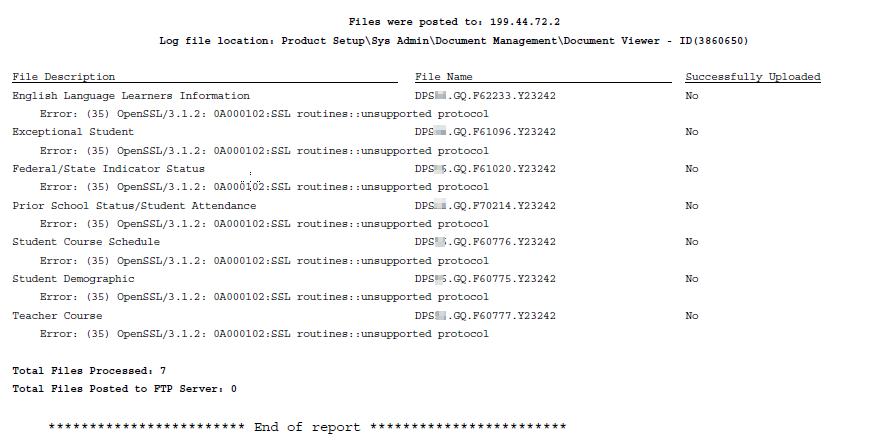 Files were posted to: 199.44.72.2
Log file location: Product Setup\Sys Admin\Document Management\Document Viewer - ID(3860650)
File Description File Name Successfully Uploaded
English Language Learners Information DPS .GQ.F62233.Y23242 No
Error: (35) OpenSSL/3.1.2: 0A000102:SSL routines::unsupported protocol
Exceptional Student DPS .GQ.F61096.Y23242 No
Error: (35) OpenSSL/3.1.2: 0A000102:SSL routines::unsupported protocol
Federal/State Indicator Status DPS .GQ.F61020.Y23242 No
Error: (35) OpenSSL/3.1.2: 0A000102:SSL routines::unsupported protocol
Prior School Status/Student Attendance DPS .GQ.F70214.Y23242 No
Error: (35) OpenSSL/3.1.2: 0A000102:SSL routines::unsupported protocol
Student Course Schedule DPS .GQ.F60776.Y23242 No
Error: (35) OpenSSL/3.1.2: 0A000102:SSL routines::unsupported protocol
Student Demographic DPS .GQ.F60775.Y23242 No
Error: (35) OpenSSL/3.1.2: 0A000102:SSL routines::unsupported protocol
Teacher Course DPS .GQ.F60777.Y23242 No
Error: (35) OpenSSL/3.1.2: 0A000102:SSL routines::unsupported protocol
Total Files Processed: 7
Total Files Posted to FTP Server: 0
************************ End of report ************************